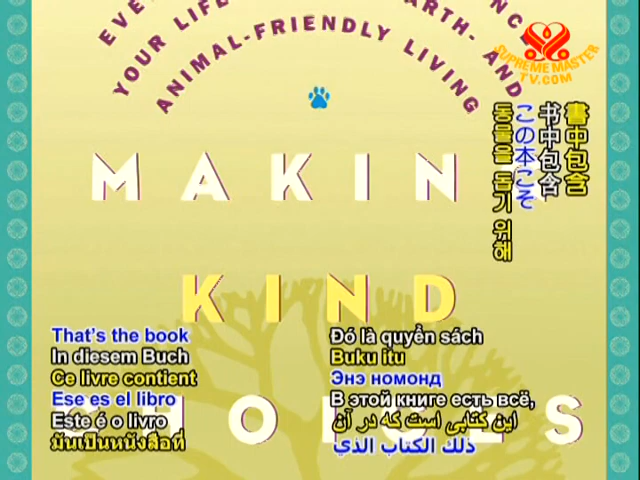 EVE
NC
YOUR LIFE
ARTH- AND
ANIMAL-FRIENDLY LIVING
SUPREME MASTER
TV.COM
MAKIN
KIND
CHOICES
書中包含
书中包含
この本こそ
동물을 돕기 위해
That's the book
In diesem Buch
Ce livre contient
Ese es el libro
Este é o livro
มันเป็นหนังสือที่
Đó là quyển sách
Buku itu
Энэ номонд
В этой книге есть всё,
این کتابی است که در آن
ذلك الكتاب الذي